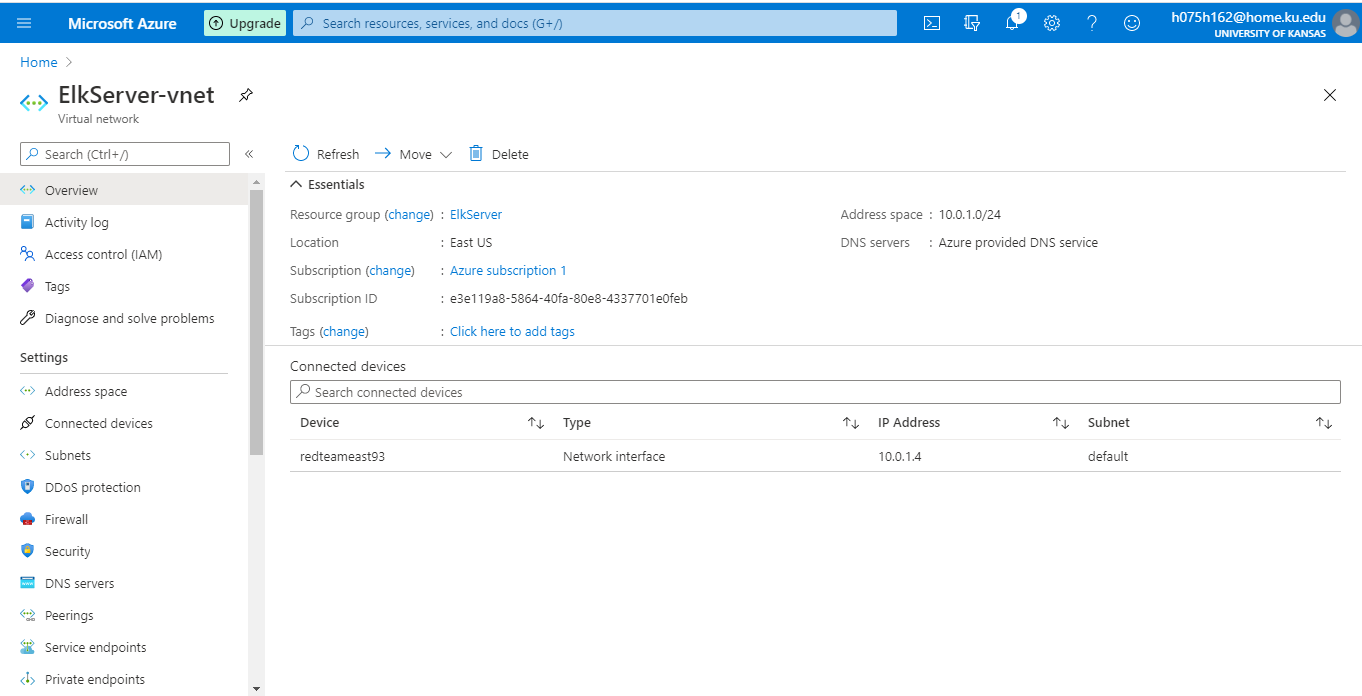 Microsoft Azure
Upgrade
Search resources, services, and docs (G+/)
1
h075h162@home.ku.edu
UNIVERSITY OF KANSAS
Home
ElkServer-vnet
Virtual network
Search (Ctrl+/)
«
Overview
Activity log
Access control (IAM)
Tags
Diagnose and solve problems
Settings
Address space
Connected devices
Subnets
DDoS protection
Firewall
Security
DNS servers
Peerings
Service endpoints
Private endpoints
Refresh Move Delete
Essentials
Resource group (change) : ElkServer
Location : East US
Subscription (change) : Azure subscription 1
Subscription ID : e3e119a8-5864-40fa-80e8-4337701e0feb
Tags (change) : Click here to add tags
Address space : 10.0.1.0/24
DNS servers : Azure provided DNS service
Connected devices
Search connected devices
Device Type IP Address Subnet
redteameast93 Network interface 10.0.1.4 default